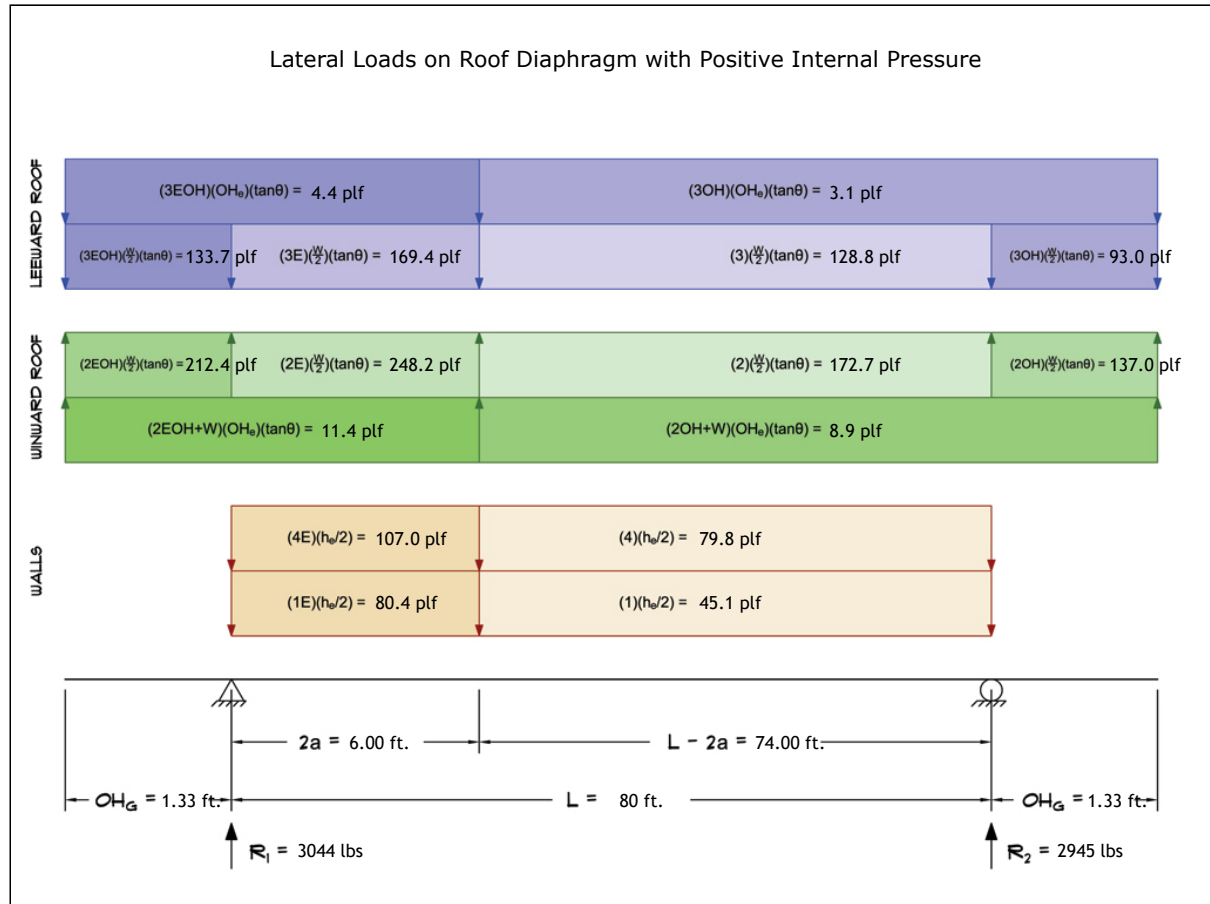 Lateral Loads on Roof Diaphragm with Positive Internal Pressure
LEEWARD ROOF
(3EOH)(OHₑ)(tanθ) = 4.4 plf
(3OH)(OHₑ)(tanθ) = 3.1 plf
(3EOH)(W/2)(tanθ) = 133.7 plf
(3E)(W/2)(tanθ) = 169.4 plf
(3)(W/2)(tanθ) = 128.8 plf
(3OH)(W/2)(tanθ) = 93.0 plf
WINWARD ROOF
(2EOH)(W/2)(tanθ) = 212.4 plf
(2E)(W/2)(tanθ) = 248.2 plf
(2)(W/2)(tanθ) = 172.7 plf
(2OH)(W/2)(tanθ) = 137.0 plf
(2EOH+W)(OHₑ)(tanθ) = 11.4 plf
(2OH+W)(OHₑ)(tanθ) = 8.9 plf
WALLS
(4E)(hₑ/2) = 107.0 plf
(4)(hₑ/2) = 79.8 plf
(1E)(hₑ/2) = 80.4 plf
(1)(hₑ/2) = 45.1 plf
2a = 6.00 ft.
L - 2a = 74.00 ft.
OH_G = 1.33 ft.
L = 80 ft.
OH_G = 1.33 ft.
R₁ = 3044 lbs
R₂ = 2945 lbs